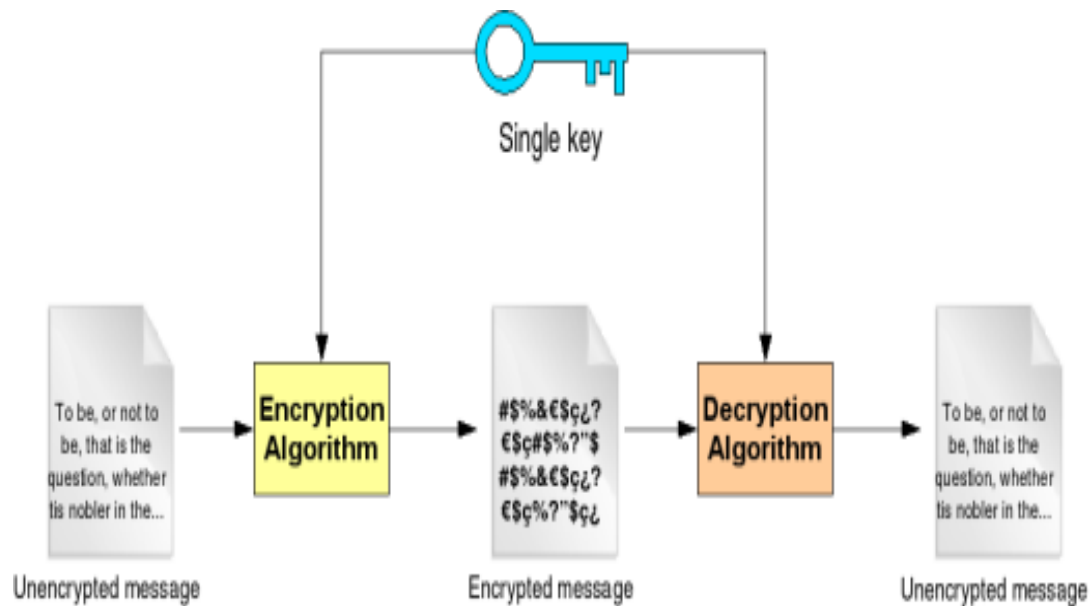 Single key
To be, or not to
be, that is the
question, whether
tis nobler in the...
Encryption
Algorithm
#$%&€$ç¿?
€$ç#$%?"$
#$%&€$ç¿?
€$ç%?"$ç¿
Decryption
Algorithm
To be, or not to
be, that is the
question, whether
tis nobler in the...
Unencrypted message
Encrypted message
Unencrypted message